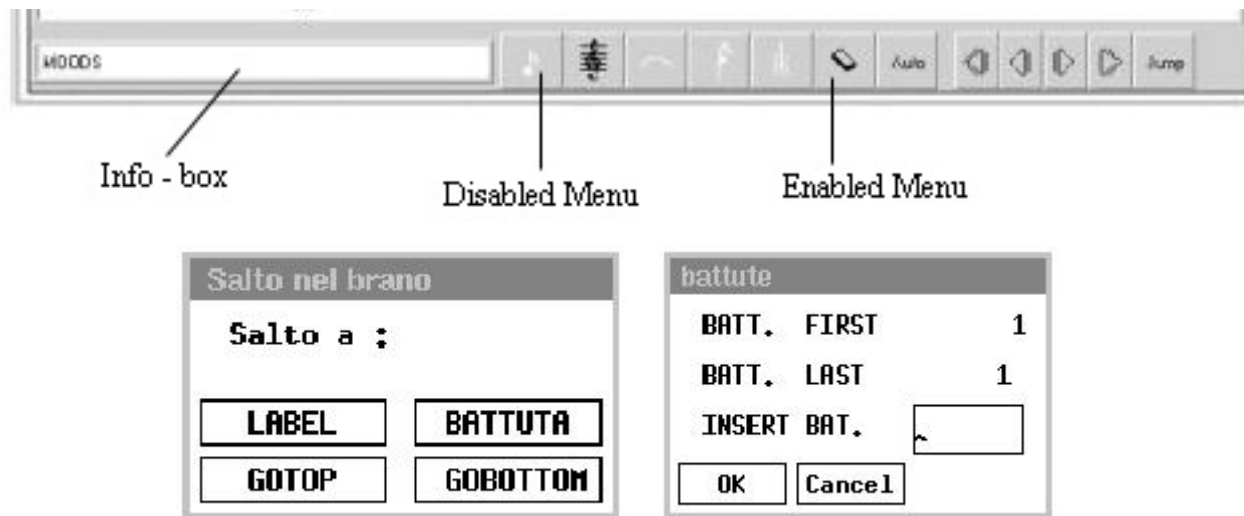 MOODS
Auto
Jump
Info - box
Disabled Menu
Enabled Menu
Salto nel brano
Salto a :
LABEL BATTUTA
GOTOP GOBOTTOM
battute
BATT. FIRST 1
BATT. LAST 1
INSERT BAT.
OK Cancel